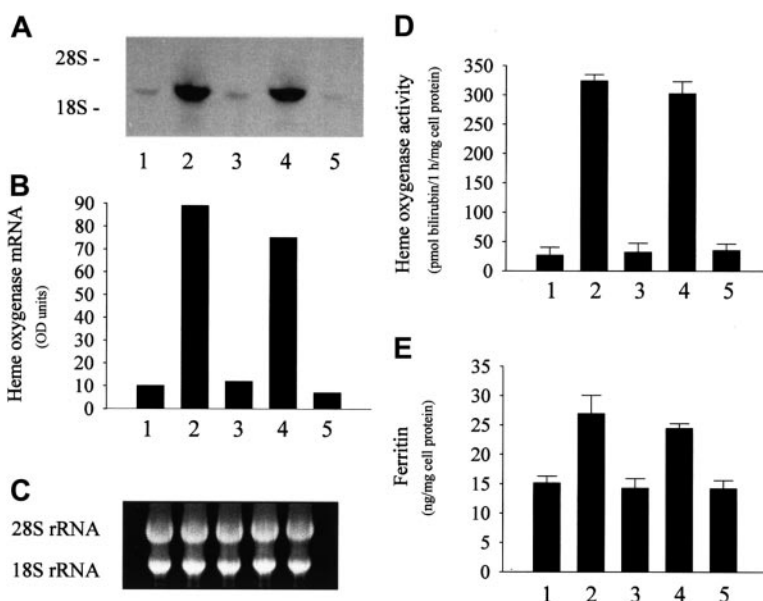 A
28S -
18S -
1 2 3 4 5
B
Heme oxygenase mRNA
(OD units)
90
80
70
60
50
40
30
20
10
0
1 2 3 4 5
C
28S rRNA
18S rRNA
D
Heme oxygenase activity
(pmol bilirubin/1 h/mg cell protein)
350
300
250
200
350
100
50
0
1 2 3 4 5
E
Ferritin
(ng/mg cell protein)
35
30
25
20
15
10
5
0
1 2 3 4 5